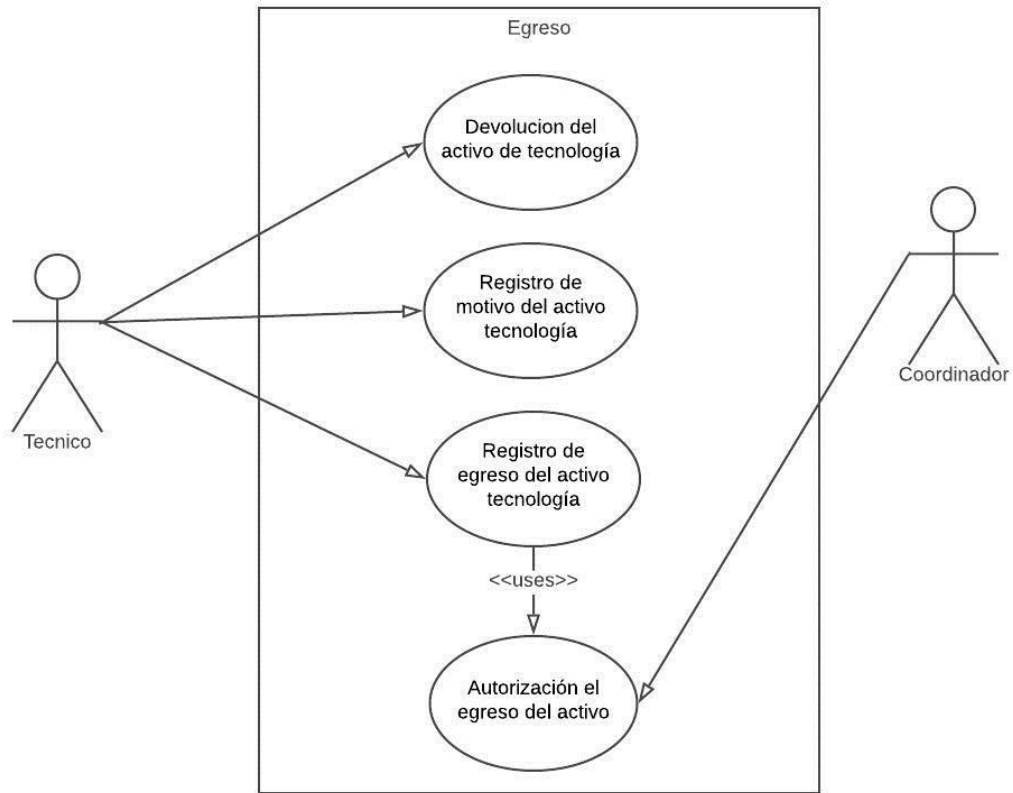 Egreso
Devolucion del
activo de tecnología
Registro de
motivo del activo
tecnología
Coordinador
Tecnico
Registro de
egreso del activo
tecnología
<<uses>>
Autorización el
egreso del activo